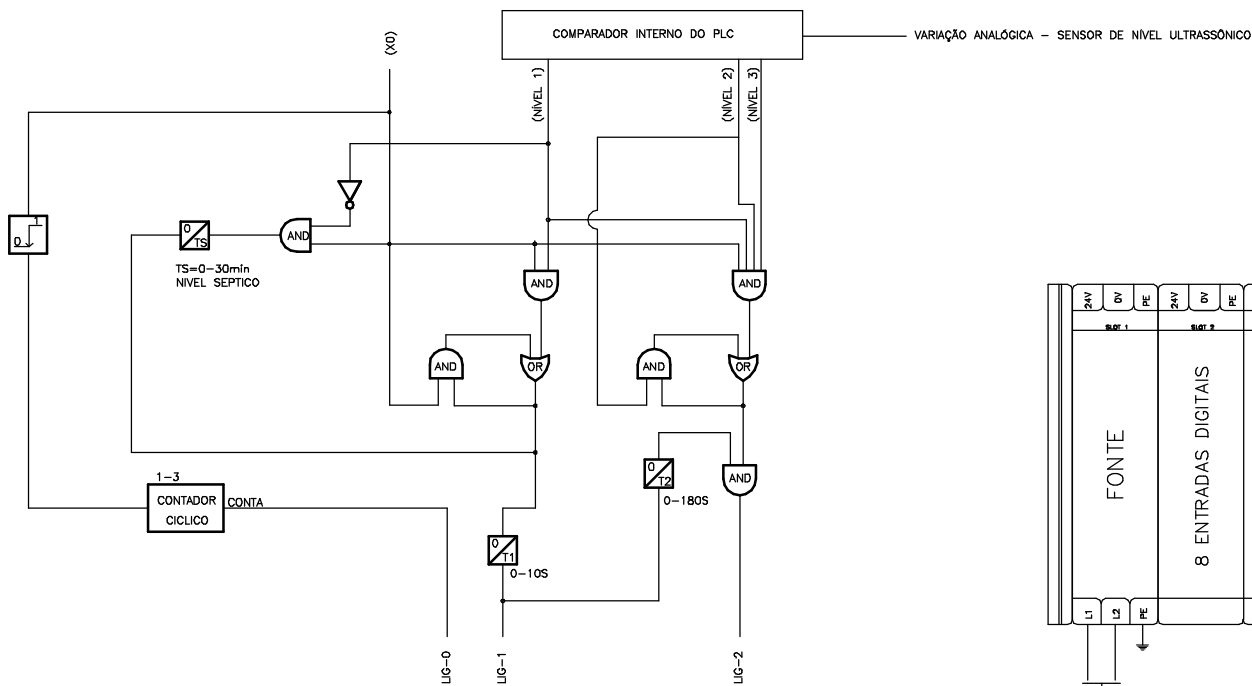 COMPARADOR INTERNO DO PLC
VARIAÇÃO ANALÓGICA – SENSOR DE NÍVEL ULTRASSÔNICO
(X0)
(NÍVEL 1)
(NÍVEL 2)
(NÍVEL 3)
1
0
0
TS
AND
TS=0-30min
NIVEL SEPTICO
AND
AND
AND
OR
AND
OR
1-3
CONTADOR
CICLICO
CONTA
0
T2
0-180S
AND
0
T1
0-10S
LIG-0
LIG-1
LIG-2
24V
0V
PE
24V
0V
PE
SLOT 1
SLOT 2
FONTE
8 ENTRADAS DIGITAIS
L1
L2
PE